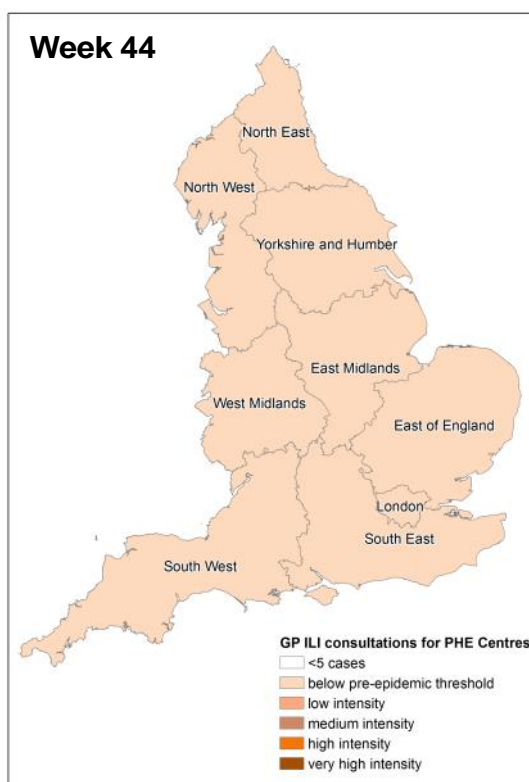 Week 44
North East
North West
Yorkshire and Humber
East Midlands
West Midlands
East of England
London
South East
South West
GP ILI consultations for PHE Centres
<5 cases
below pre-epidemic threshold
low intensity
medium intensity
high intensity
very high intensity